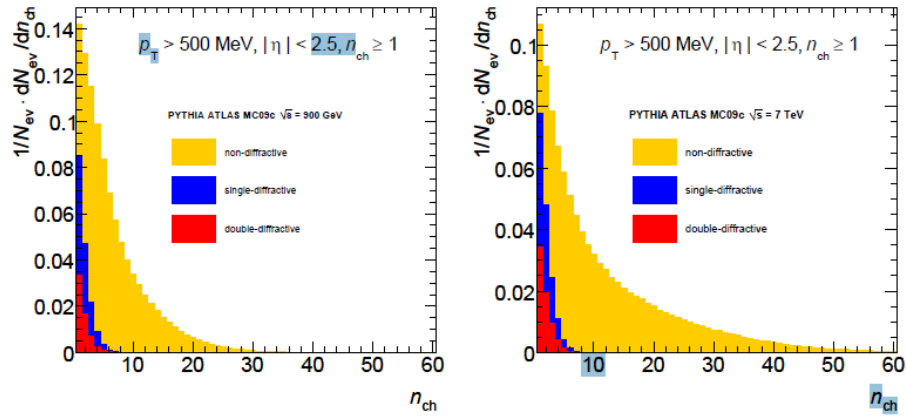 1/N_ev · dN_ev/dn_ch
0.14
0.12
0.1
0.08
0.06
0.04
0.02
0
p_T > 500 MeV, | η | < 2.5, n_ch ≥ 1
PYTHIA ATLAS MC09c √s = 900 GeV
non-diffractive
single-diffractive
double-diffractive
10 20 30 40 50 60
n_ch
1/N_ev · dN_ev/dn_ch
0.1
0.08
0.06
0.04
0.02
0
p_T > 500 MeV, | η | < 2.5, n_ch ≥ 1
PYTHIA ATLAS MC09c √s = 7 TeV
non-diffractive
single-diffractive
double-diffractive
10 20 30 40 50 60
n_ch